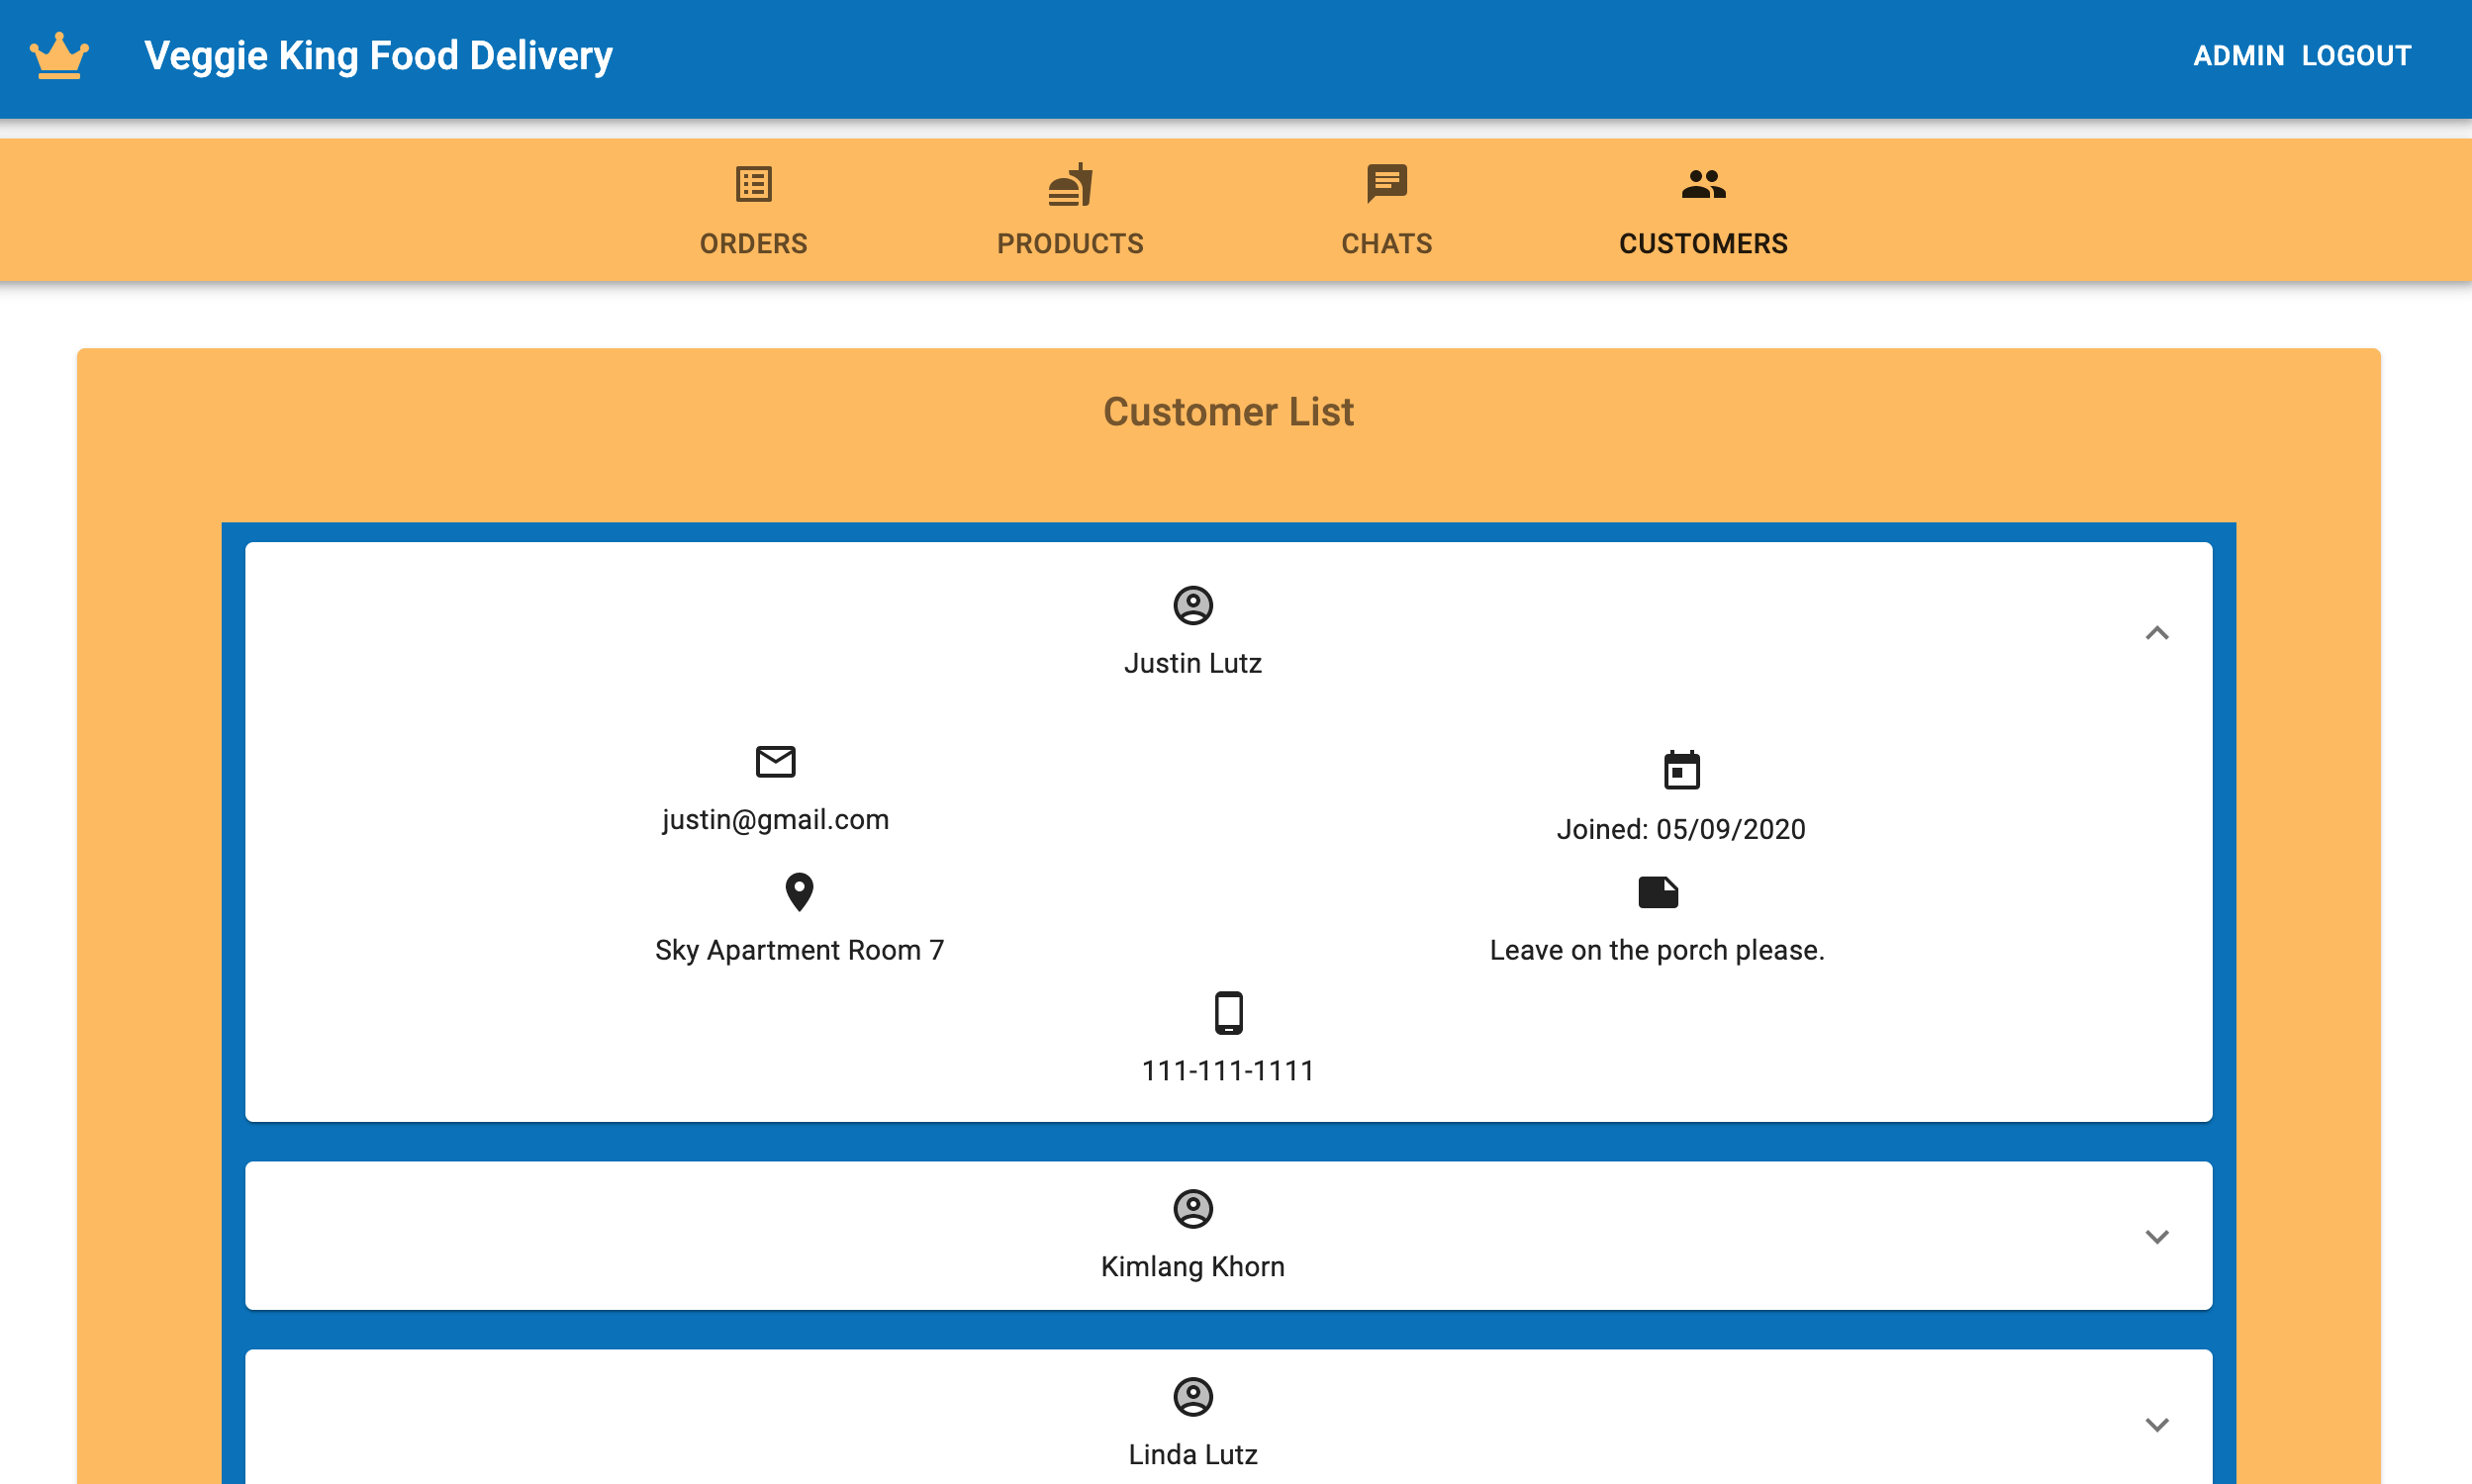 Veggie King Food Delivery
ADMIN LOGOUT
ORDERS
PRODUCTS
CHATS
CUSTOMERS
Customer List
Justin Lutz
justin@gmail.com
Joined: 05/09/2020
Sky Apartment Room 7
Leave on the porch please.
111-111-1111
Kimlang Khorn
Linda Lutz